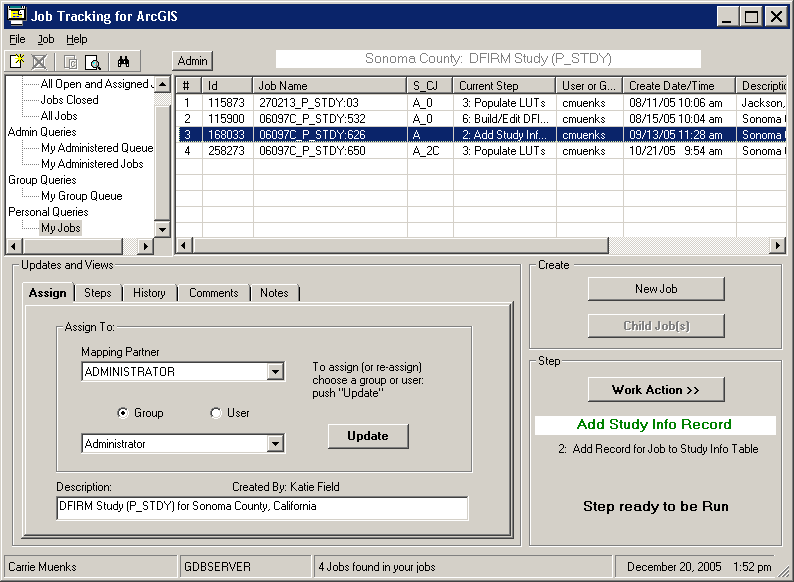 Job Tracking for ArcGIS
File Job Help
Admin
Sonoma County: DFIRM Study (P_STDY)
All Open and Assigned J
Jobs Closed
All Jobs
Admin Queries
My Administered Queue
My Administered Jobs
Group Queries
My Group Queue
Personal Queries
My Jobs
# Id Job Name S_CJ Current Step User or G... Create Date/Time Descriptio
1 115873 270213_P_STDY:03 A_0 3: Populate LUTs cmuenks 08/11/05 10:06 am Jackson,
2 115900 06097C_P_STDY:532 A_0 6: Build/Edit DFI... cmuenks 08/15/05 10:04 am Sonoma
3 168033 06097C_P_STDY:626 A 2: Add Study Inf... cmuenks 09/13/05 11:28 am Sonoma
4 258273 06097C_P_STDY:650 A_2C 3: Populate LUTs cmuenks 10/21/05 9:54 am Sonoma
Updates and Views
Assign Steps History Comments Notes
Assign To:
Mapping Partner
ADMINISTRATOR
Group User
Administrator
To assign (or re-assign)
choose a group or user:
push "Update"
Update
Description: Created By: Katie Field
DFIRM Study (P_STDY) for Sonoma County, California
Create
New Job
Child Job(s)
Step
Work Action >>
Add Study Info Record
2: Add Record for Job to Study Info Table
Step ready to be Run
Carrie Muenks GDBSERVER 4 Jobs found in your jobs December 20, 2005 1:52 pm